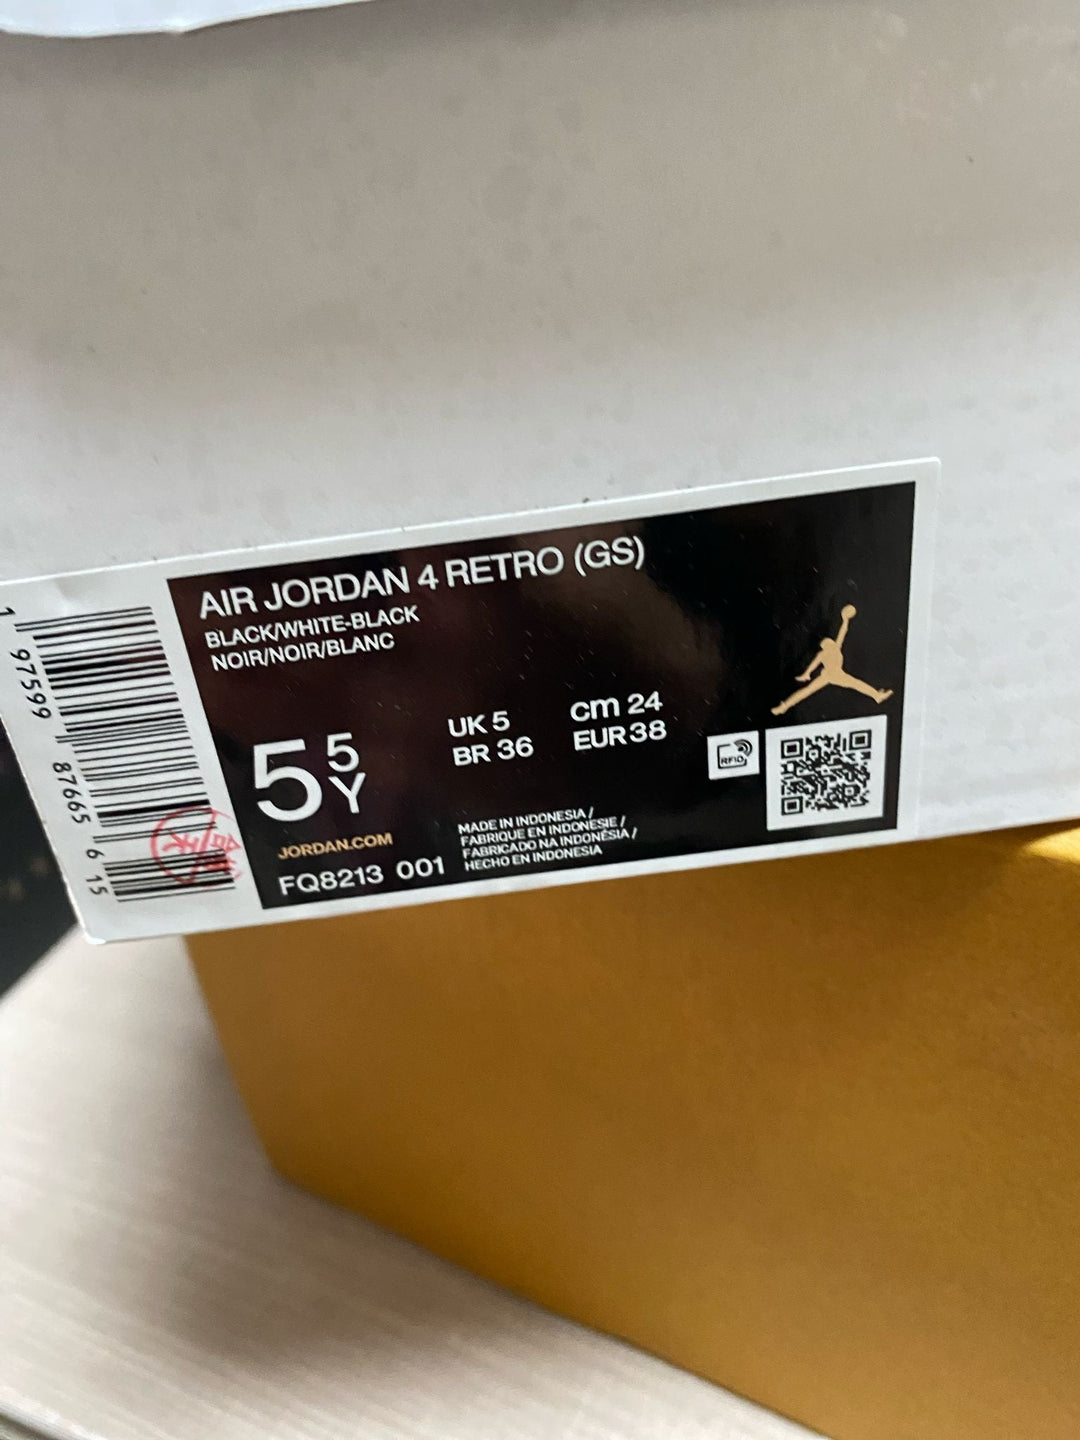 AIR JORDAN 4 RETRO (GS)
BLACK/WHITE-BLACK
NOIR/NOIR/BLANC
5 5Y
UK 5
BR 36
cm 24
EUR 38
RFID
JORDAN.COM
FQ8213 001
MADE IN INDONESIA /
FABRIQUE EN INDONESIE /
FABRICADO NA INDONÉSIA /
HECHO EN INDONESIA
1 97599 87665 6 15